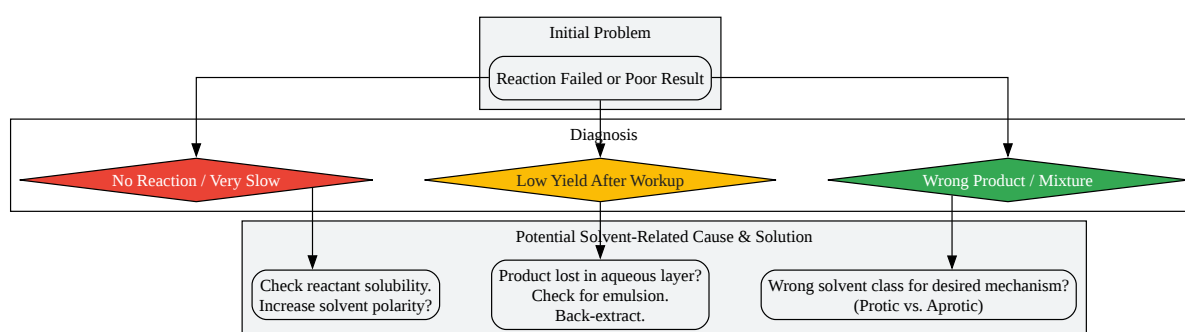 Initial Problem
Reaction Failed or Poor Result
Diagnosis
No Reaction / Very Slow
Low Yield After Workup
Wrong Product / Mixture
Potential Solvent-Related Cause & Solution
Check reactant solubility.
Increase solvent polarity?
Product lost in aqueous layer?
Check for emulsion.
Back-extract.
Wrong solvent class for desired mechanism?
(Protic vs. Aprotic)